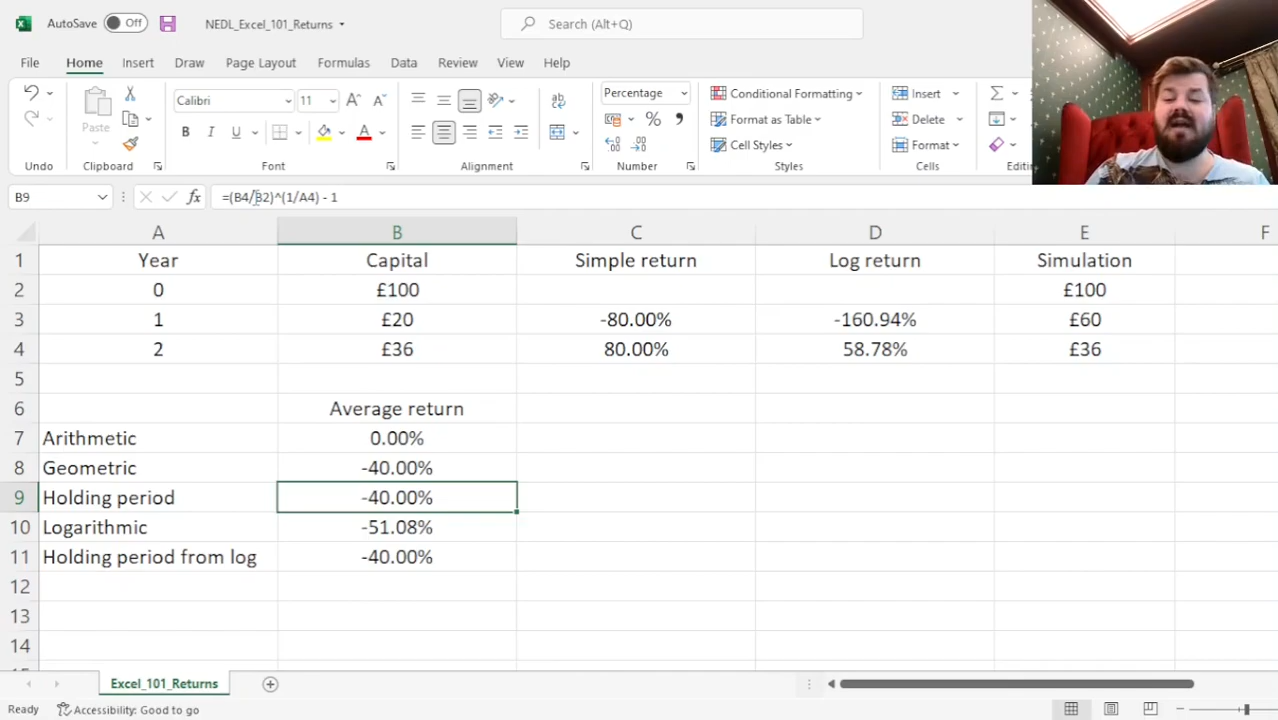 AutoSave Off NEDL_Excel_101_Returns Search (Alt+Q)
File Home Insert Draw Page Layout Formulas Data Review View Help
Calibri 11 Percentage Conditional Formatting Insert
Paste B I U A Format as Table Delete
Cell Styles Format
Undo Clipboard Font Alignment Number Styles Cells Editin
B9 fx =(B4/B2)^(1/A4) - 1
A B C D E F
1 Year Capital Simple return Log return Simulation
2 0 £100 £100
3 1 £20 -80.00% -160.94% £60
4 2 £36 80.00% 58.78% £36
5
6 Average return
7 Arithmetic 0.00%
8 Geometric -40.00%
9 Holding period -40.00%
10 Logarithmic -51.08%
11 Holding period from log -40.00%
12
13
14
Excel_101_Returns
Ready Accessibility: Good to go